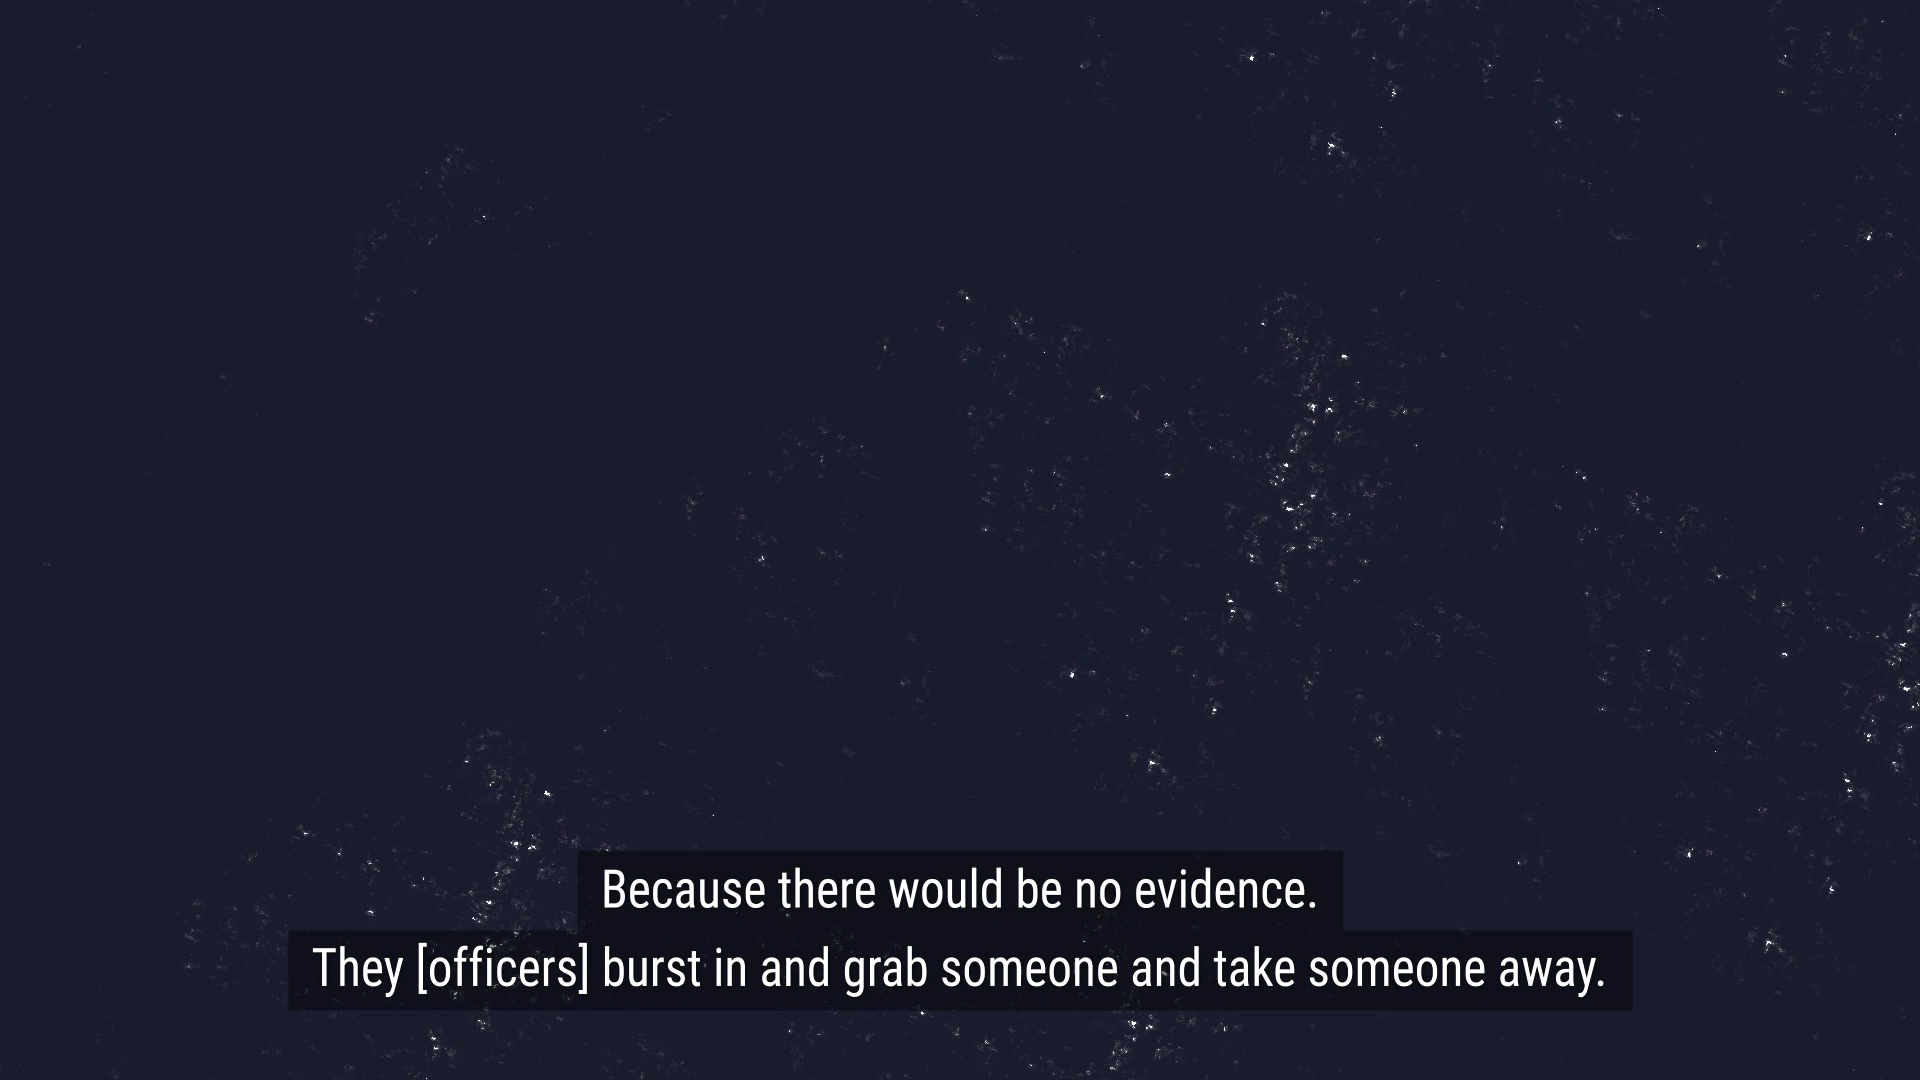 Because there would be no evidence.
They [officers] burst in and grab someone and take someone away.